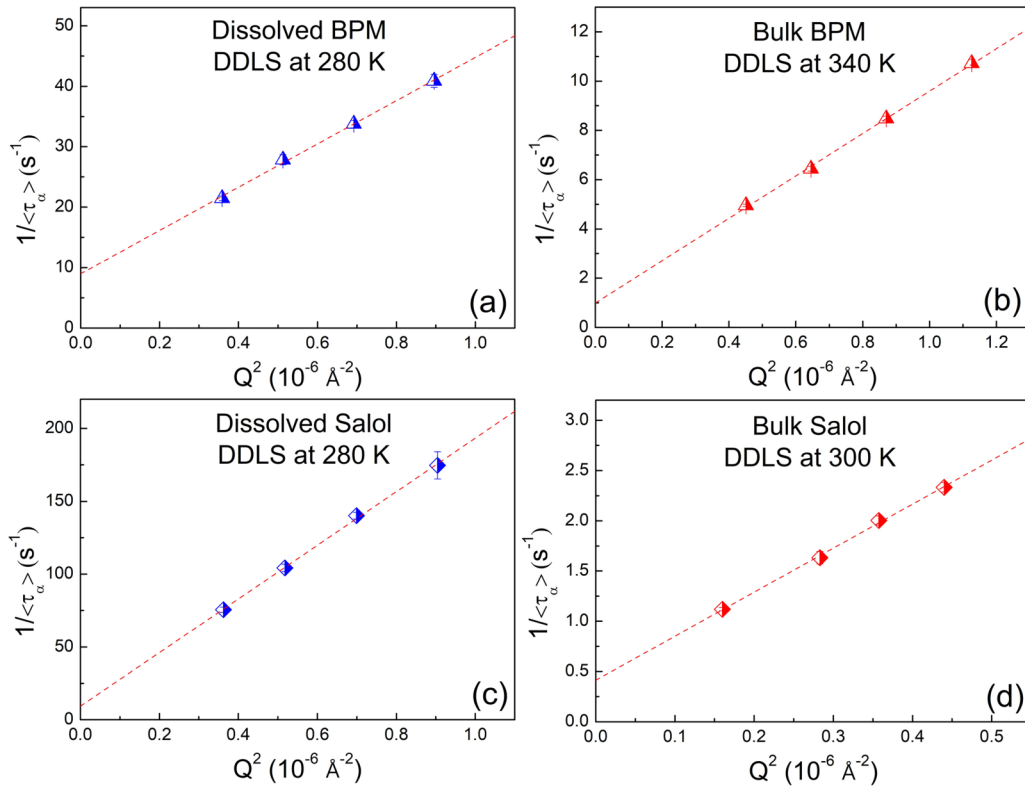 Dissolved BPM
DDLS at 280 K
50
40
30
20
10
0
1/<τα> (s⁻¹)
0.0 0.2 0.4 0.6 0.8 1.0
Q² (10⁻⁶ Å⁻²)
(a)
Bulk BPM
DDLS at 340 K
12
10
8
6
4
2
0
1/<τα> (s⁻¹)
0.0 0.2 0.4 0.6 0.8 1.0 1.2
Q² (10⁻⁶ Å⁻²)
(b)
Dissolved Salol
DDLS at 280 K
200
150
100
50
0
1/<τα> (s⁻¹)
0.0 0.2 0.4 0.6 0.8 1.0
Q² (10⁻⁶ Å⁻²)
(c)
Bulk Salol
DDLS at 300 K
3.0
2.5
2.0
1.5
1.0
0.5
0.0
1/<τα> (s⁻¹)
0.0 0.1 0.2 0.3 0.4 0.5
Q² (10⁻⁶ Å⁻²)
(d)